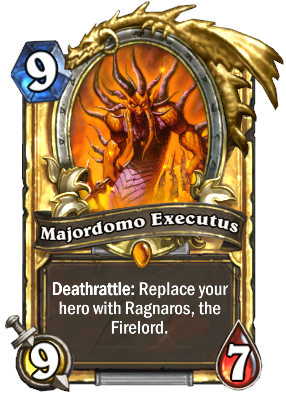 9
Majordomo Executus
Deathrattle: Replace your
hero with Ragnaros, the
Firelord.
9
7